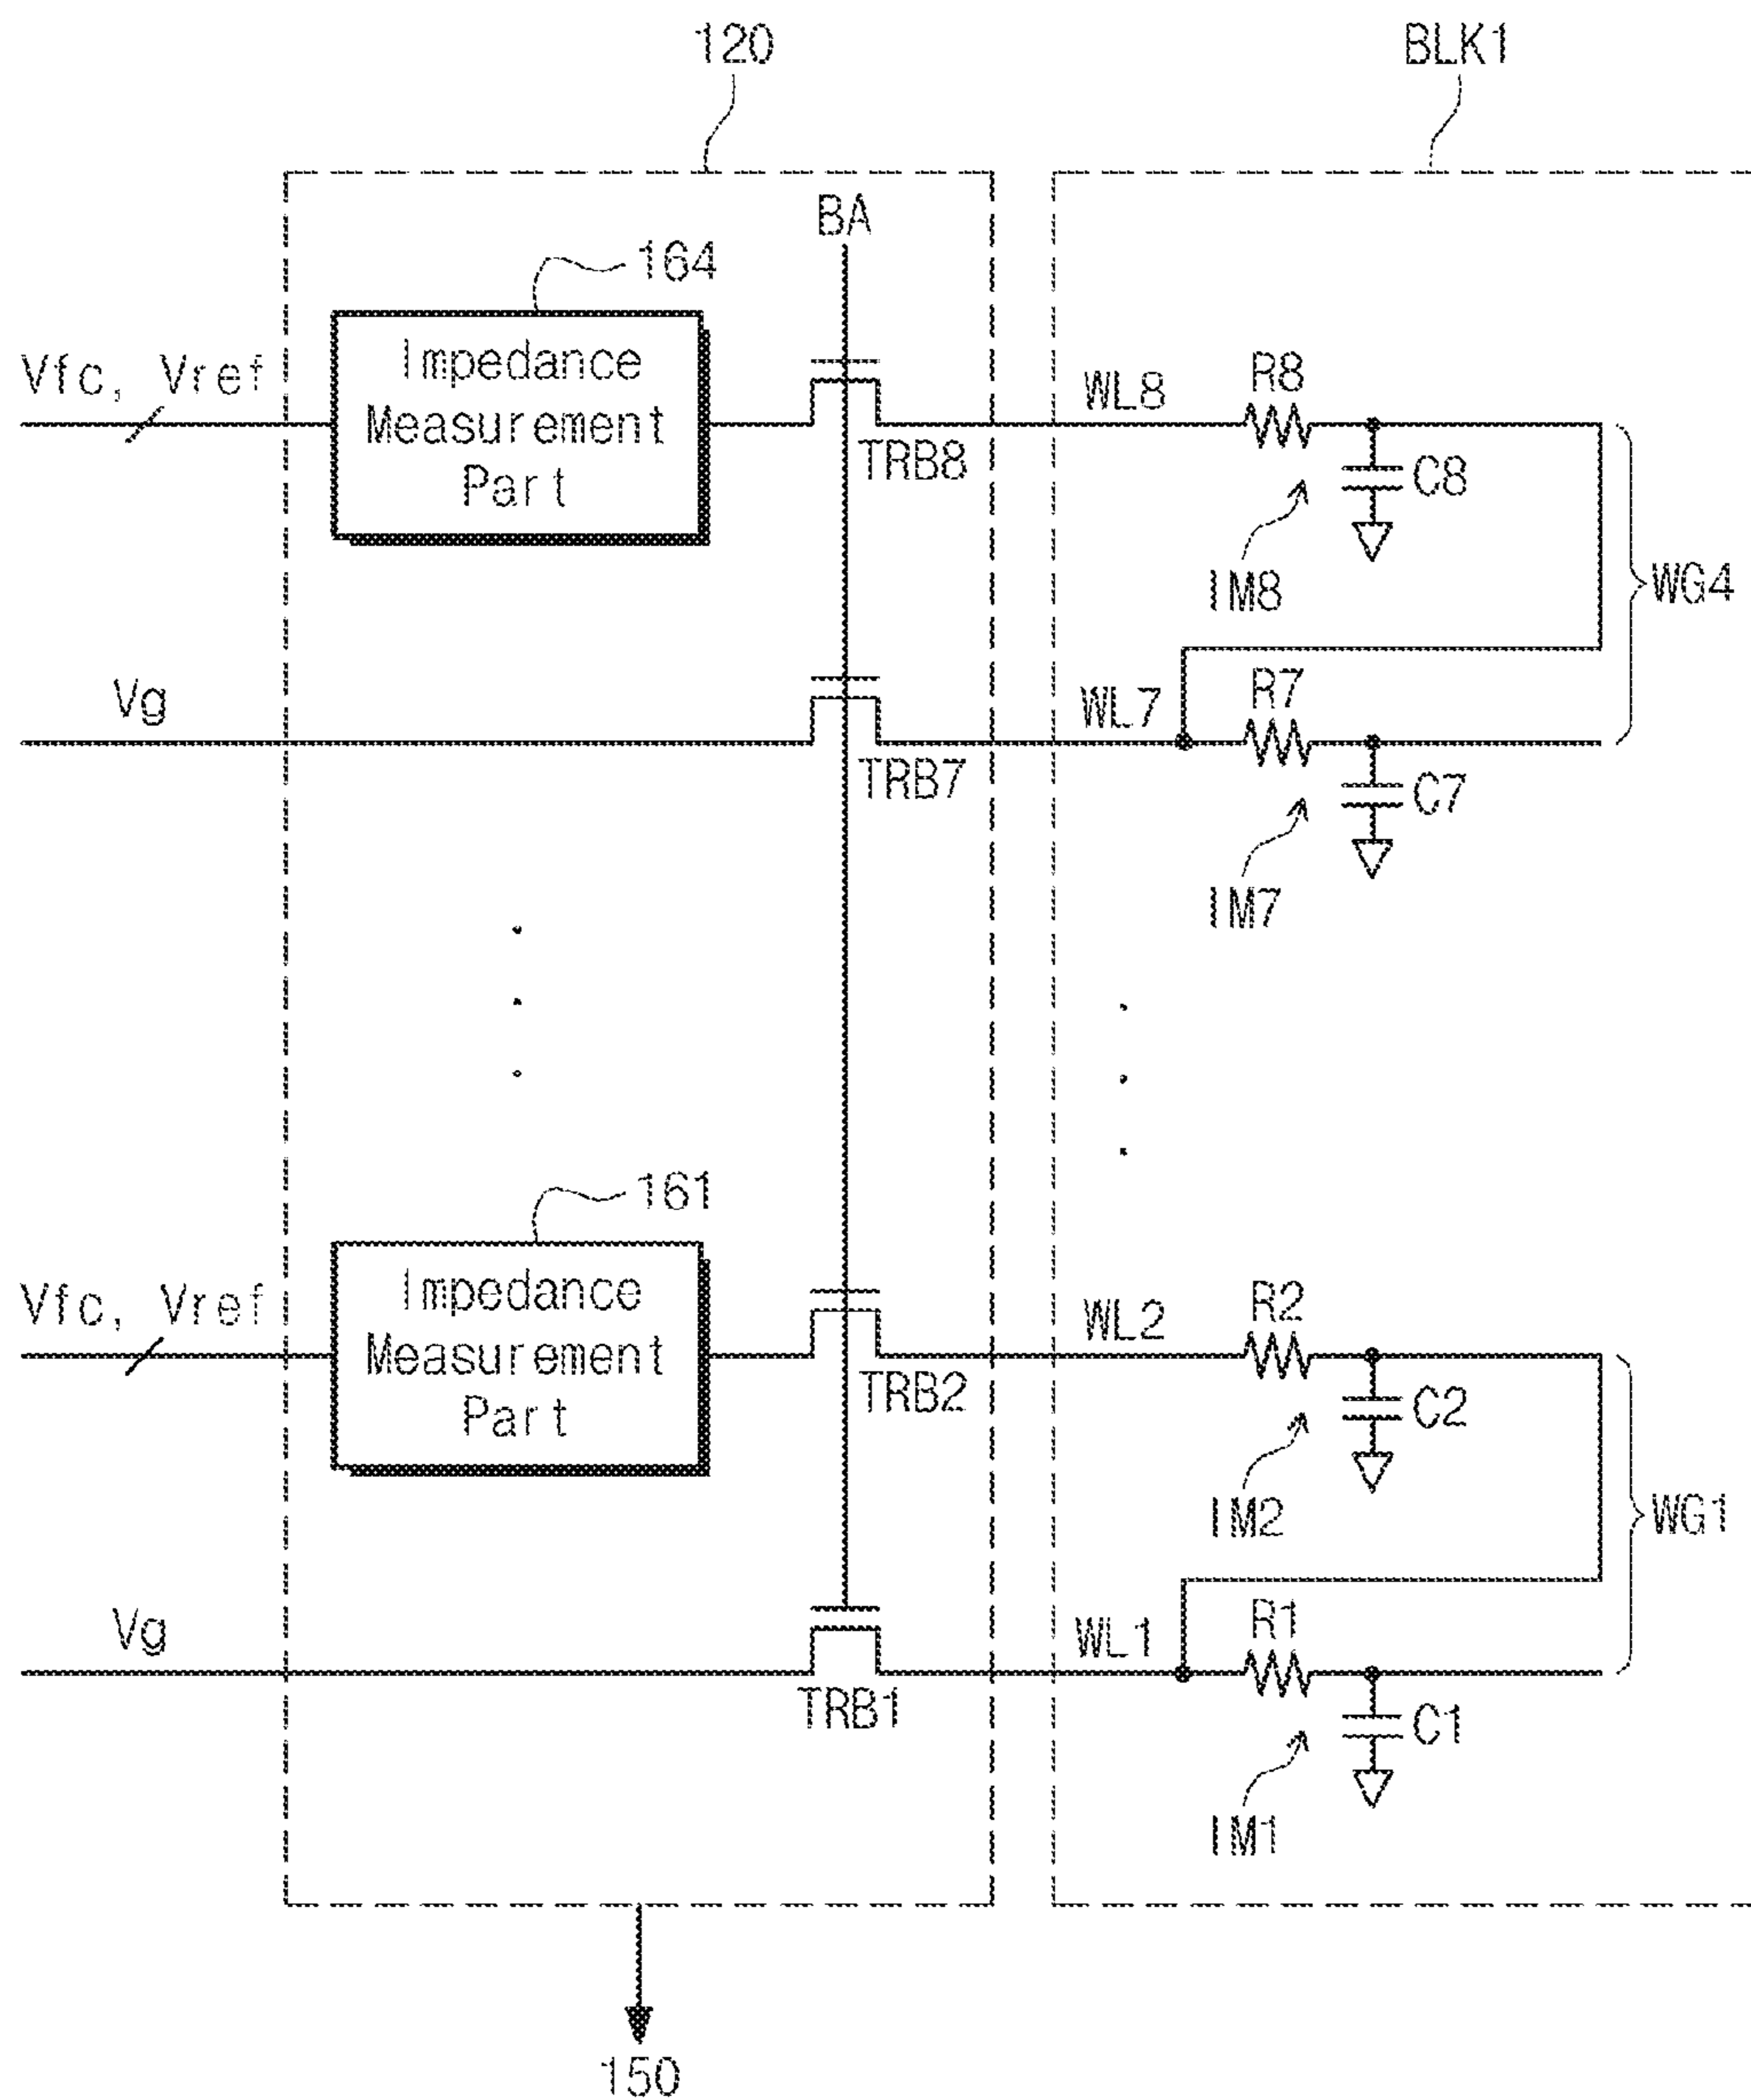 120
BLK1
BA
164
Impedance
Measurement
Part
Vfc, Vref
TRB8
WL8
R8
C8
IM8
WG4
Vg
TRB7
WL7
R7
C7
IM7
161
Impedance
Measurement
Part
Vfc, Vref
TRB2
WL2
R2
C2
IM2
WG1
Vg
TRB1
WL1
R1
C1
IM1
150